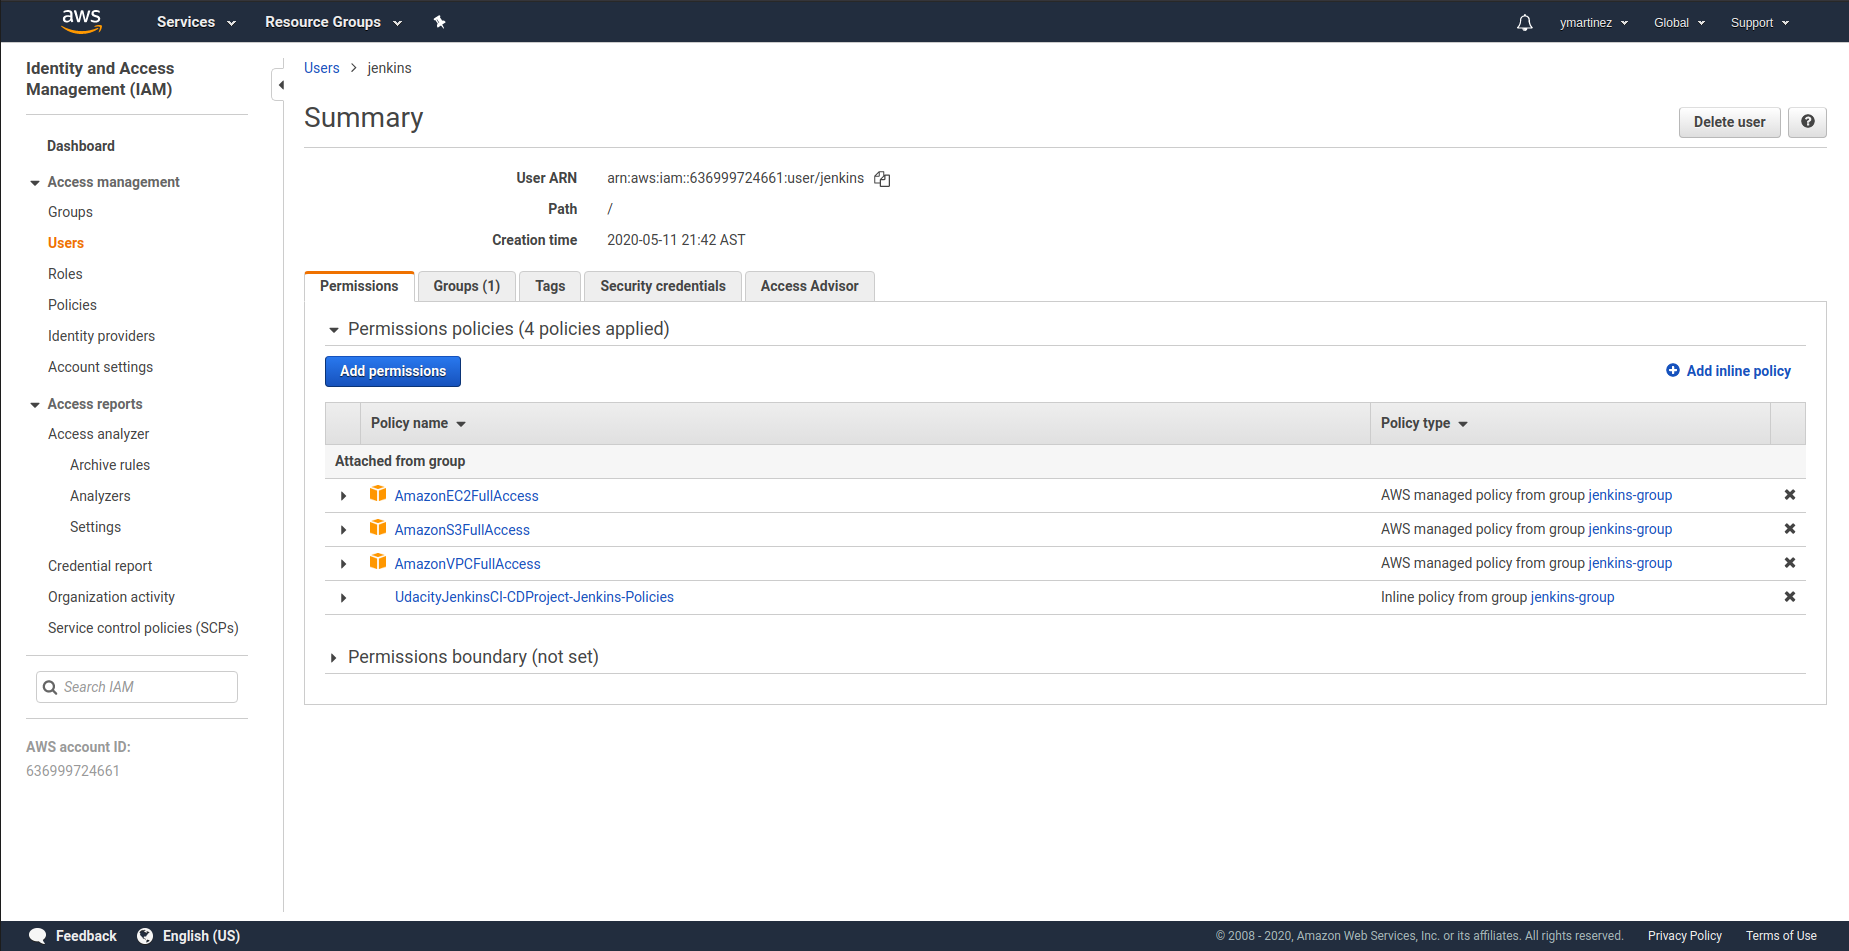 aws Services Resource Groups ymartinez Global Support
Identity and Access
Management (IAM)
Dashboard
Access management
Groups
Users
Roles
Policies
Identity providers
Account settings
Access reports
Access analyzer
Archive rules
Analyzers
Settings
Credential report
Organization activity
Service control policies (SCPs)
Search IAM
AWS account ID:
636999724661
Users > jenkins
Summary
Delete user
User ARN arn:aws:iam::636999724661:user/jenkins
Path /
Creation time 2020-05-11 21:42 AST
Permissions Groups (1) Tags Security credentials Access Advisor
Permissions policies (4 policies applied)
Add permissions Add inline policy
Policy name Policy type
Attached from group
AmazonEC2FullAccess AWS managed policy from group jenkins-group
AmazonS3FullAccess AWS managed policy from group jenkins-group
AmazonVPCFullAccess AWS managed policy from group jenkins-group
UdacityJenkinsCI-CDProject-Jenkins-Policies Inline policy from group jenkins-group
Permissions boundary (not set)
Feedback English (US) © 2008 - 2020, Amazon Web Services, Inc. or its affiliates. All rights reserved. Privacy Policy Terms of Use